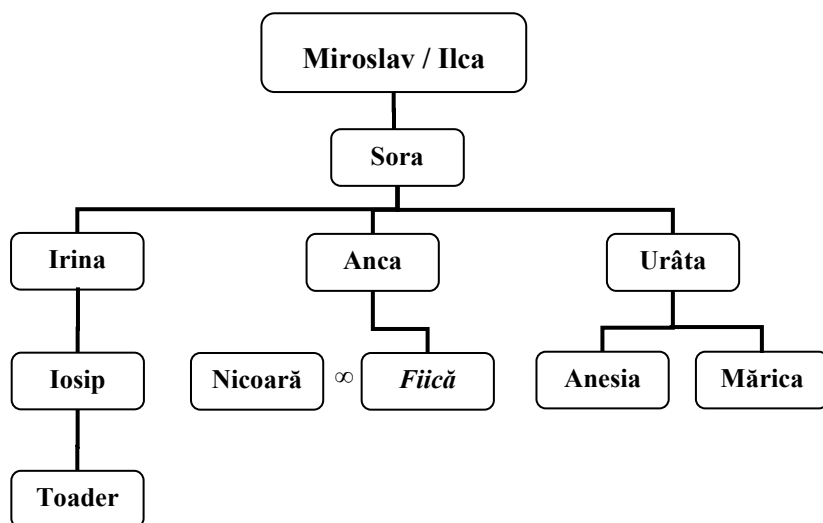 Miroslav / Ilca
Sora
Irina
Anca
Urâta
Iosip
Nicoară ∞ Fiică
Anesia
Mărica
Toader